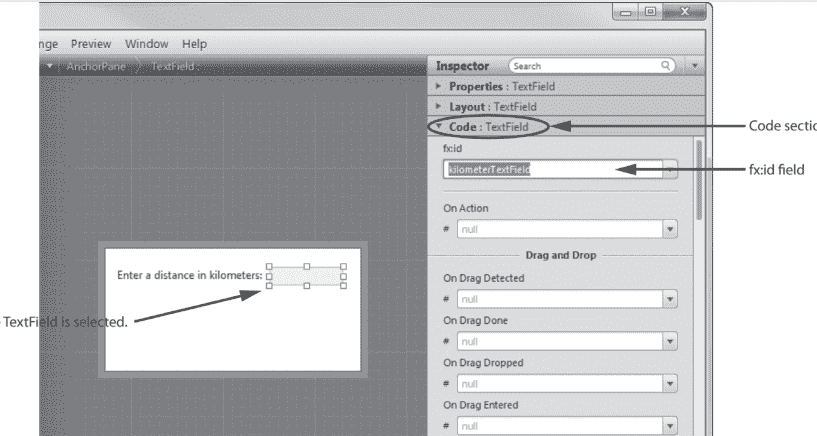 nge Preview Window Help
AnchorPane TextField :
Inspector Search
Properties : TextField
Layout : TextField
Code : TextField
Code sectio
fx:id
kilometerTextField
fx:id field
On Action
# null
Drag and Drop
Enter a distance in kilometers:
On Drag Detected
# null
TextField is selected.
On Drag Done
# null
On Drag Dropped
# null
On Drag Entered
# null